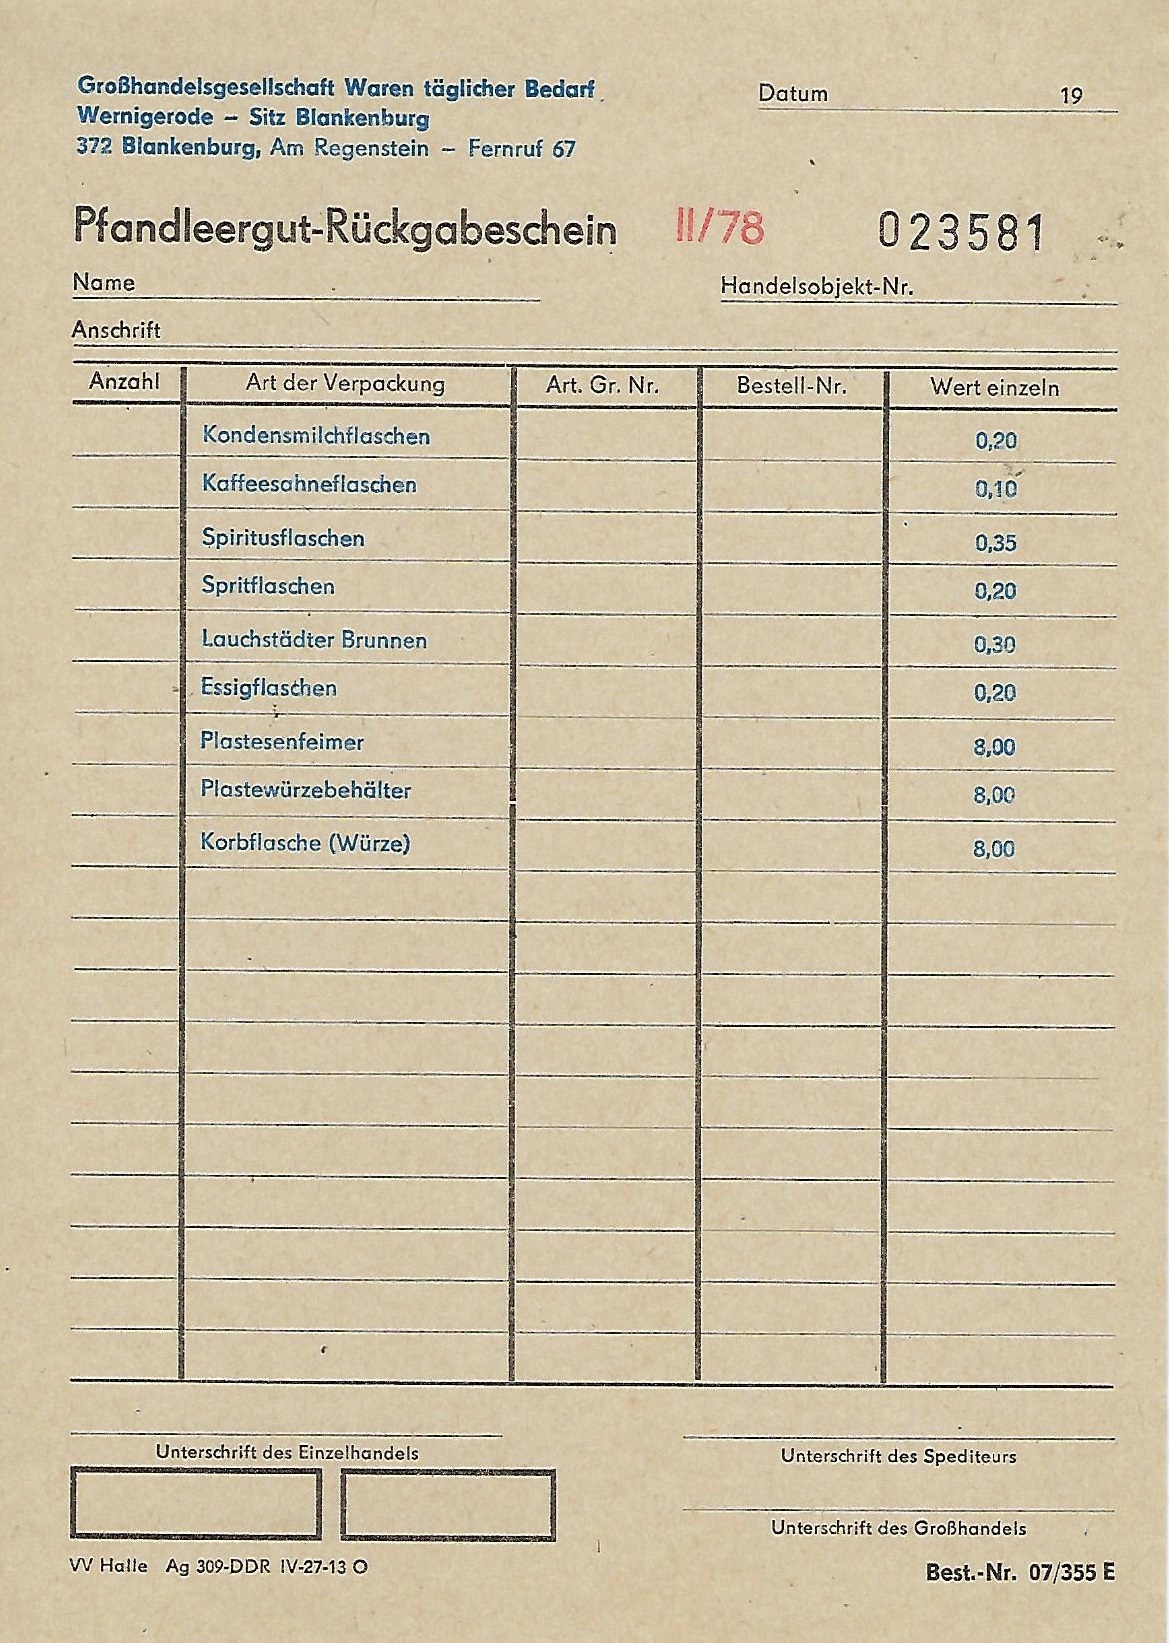 Großhandelsgesellschaft Waren täglicher Bedarf
Wernigerode – Sitz Blankenburg
372 Blankenburg, Am Regenstein – Fernruf 67
Datum 19
Pfandleergut-Rückgabeschein II/78 023581
Name Handelsobjekt-Nr.
Anschrift
Anzahl Art der Verpackung Art. Gr. Nr. Bestell-Nr. Wert einzeln
Kondensmilchflaschen 0,20
Kaffeesahneflaschen 0,10
Spiritusflaschen 0,35
Spritflaschen 0,20
Lauchstädter Brunnen 0,30
Essigflaschen 0,20
Plastesenfeimer 8,00
Plastewürzebehälter 8,00
Korbflasche (Würze) 8,00
Unterschrift des Einzelhandels Unterschrift des Spediteurs
Unterschrift des Großhandels
VV Halle Ag 309-DDR IV-27-13 O Best.-Nr. 07/355 E